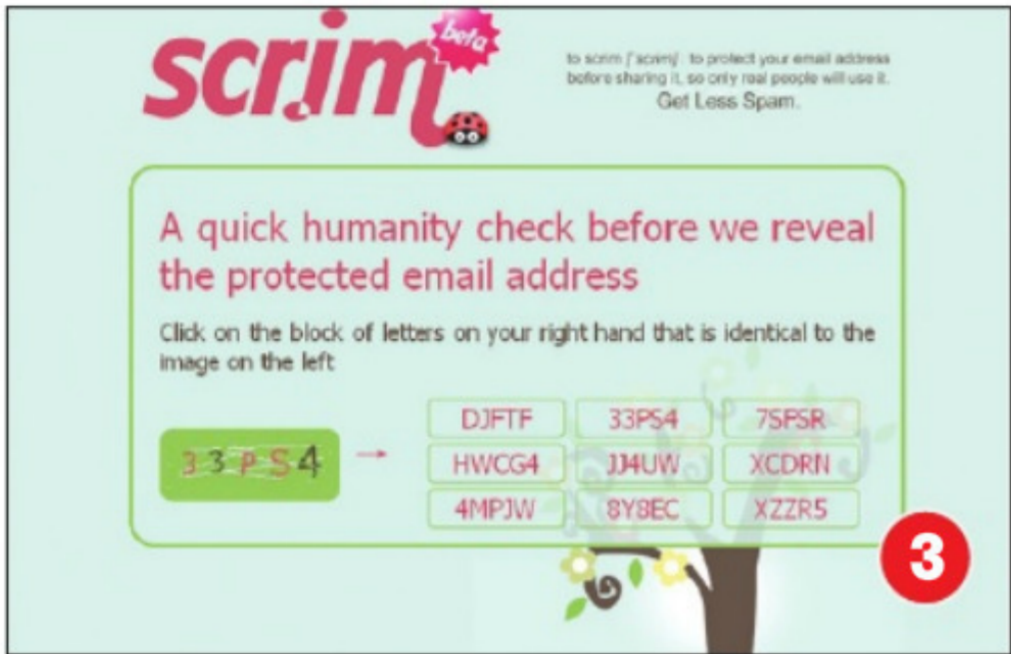 scr.im
beta
to scrim ['scrim]: to protect your email address
before sharing it, so only real people will use it.
Get Less Spam.
A quick humanity check before we reveal
the protected email address
Click on the block of letters on your right hand that is identical to the
image on the left
33PS4 →
DJFTF 33PS4 7SPSR
HWCG4 JJ4UW XCDRN
4MPJW 8Y8EC XZZR5
3